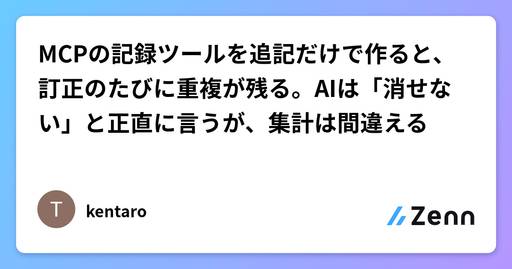 MCPの記録ツールを追記だけで作ると、
訂正のたびに重複が残る。AIは「消せな
い」と正直に言うが、集計は間違える
T
kentaro
Zenn